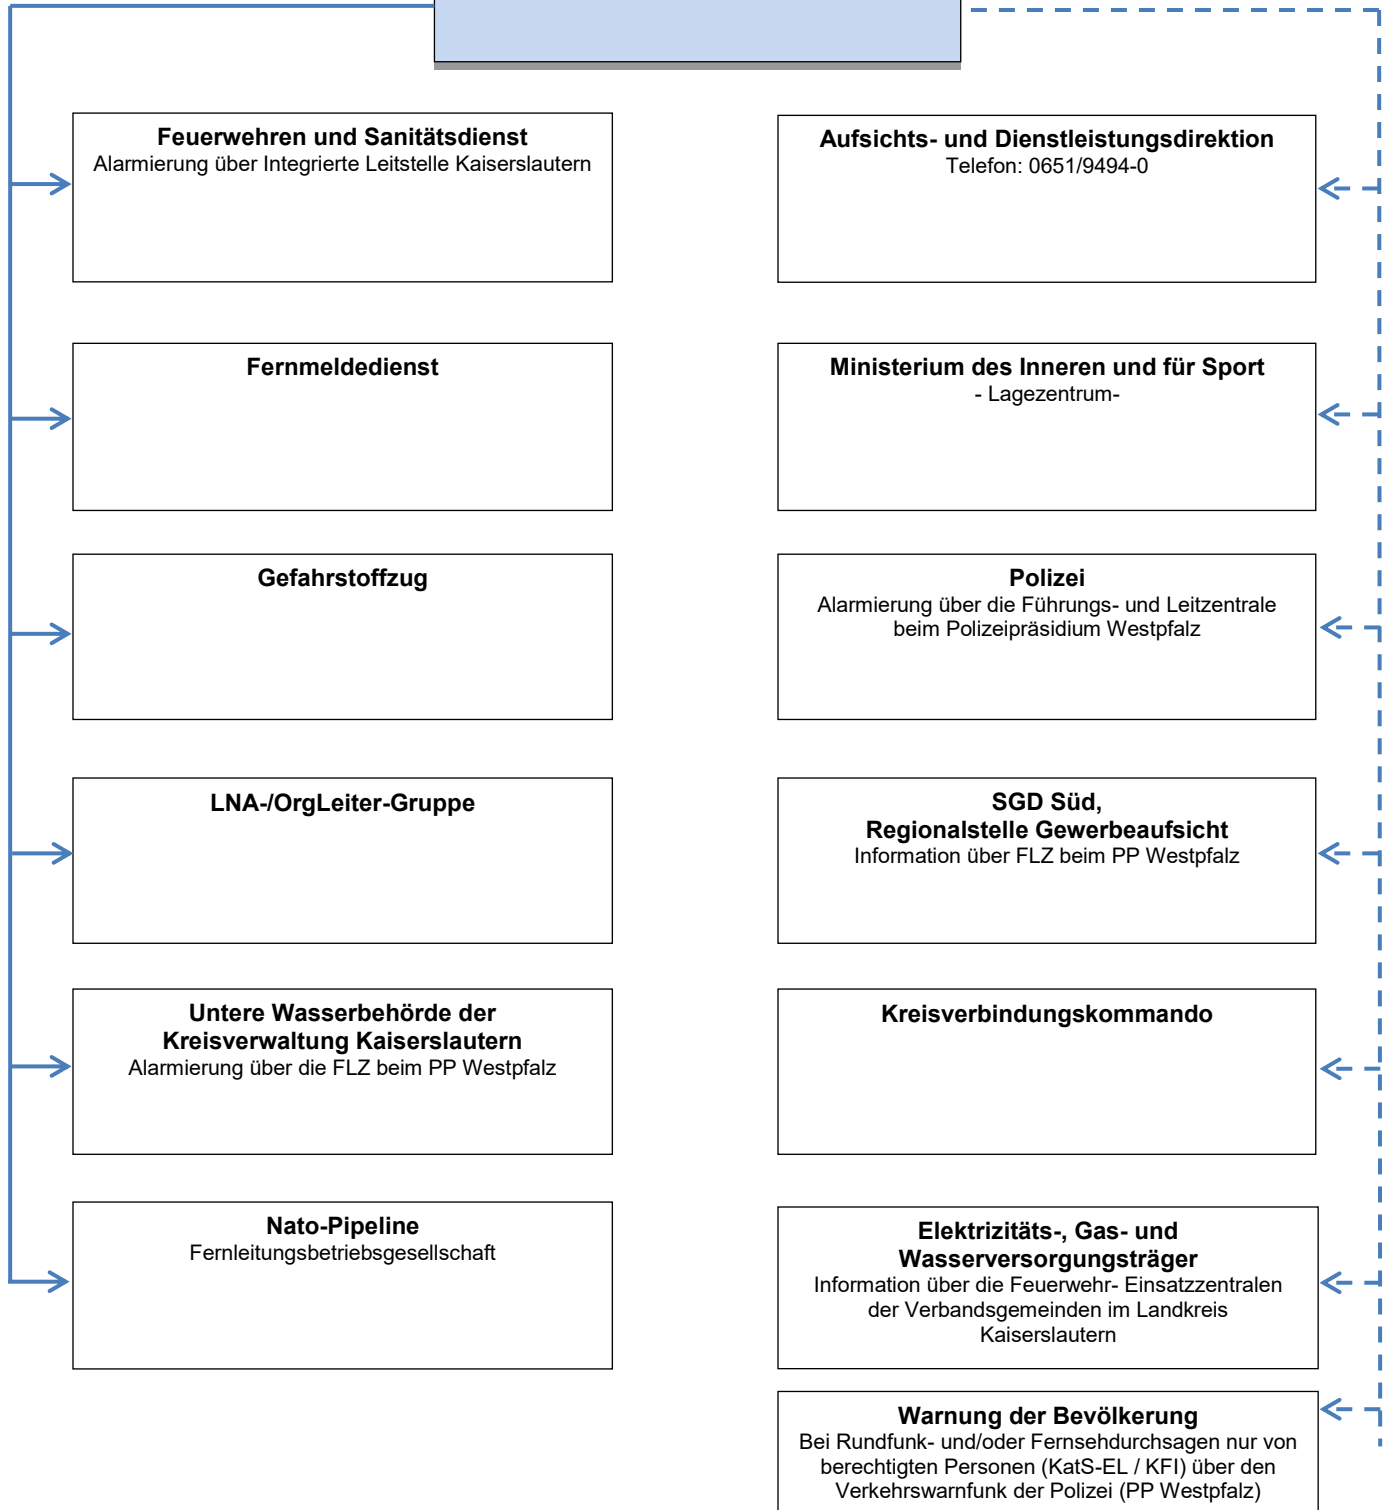 Feuerwehren und Sanitätsdienst
Alarmierung über Integrierte Leitstelle Kaiserslautern
Fernmeldedienst
Gefahrstoffzug
LNA-/OrgLeiter-Gruppe
Untere Wasserbehörde der
Kreisverwaltung Kaiserslautern
Alarmierung über die FLZ beim PP Westpfalz
Nato-Pipeline
Fernleitungsbetriebsgesellschaft
Aufsichts- und Dienstleistungsdirektion
Telefon: 0651/9494-0
Ministerium des Inneren und für Sport
- Lagezentrum-
Polizei
Alarmierung über die Führungs- und Leitzentrale
beim Polizeipräsidium Westpfalz
SGD Süd,
Regionalstelle Gewerbeaufsicht
Information über FLZ beim PP Westpfalz
Kreisverbindungskommando
Elektrizitäts-, Gas- und
Wasserversorgungsträger
Information über die Feuerwehr- Einsatzzentralen
der Verbandsgemeinden im Landkreis
Kaiserslautern
Warnung der Bevölkerung
Bei Rundfunk- und/oder Fernsehdurchsagen nur von
berechtigten Personen (KatS-EL / KFI) über den
Verkehrswarnfunk der Polizei (PP Westpfalz)